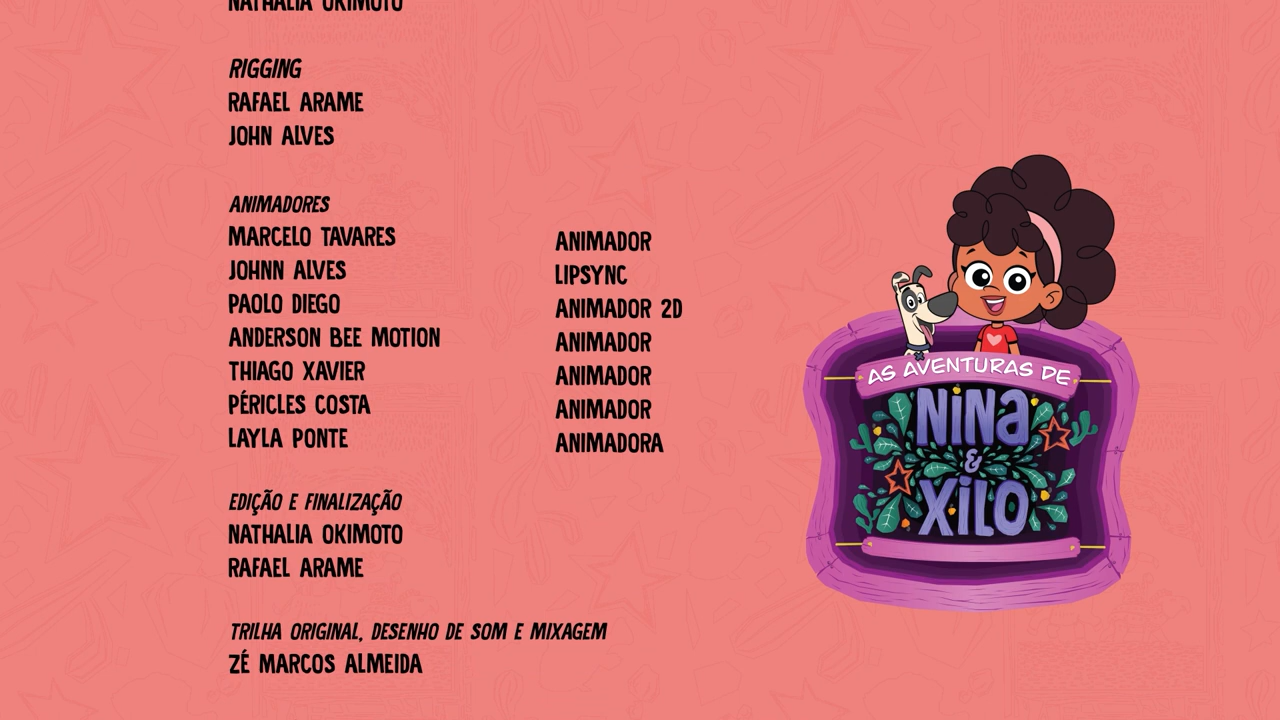 NATHALIA OKIMOTO
RIGGING
RAFAEL ARAME
JOHN ALVES
ANIMADORES
MARCELO TAVARES ANIMADOR
JOHNN ALVES LIPSYNC
PAOLO DIEGO ANIMADOR 2D
ANDERSON BEE MOTION ANIMADOR
THIAGO XAVIER ANIMADOR
PÉRICLES COSTA ANIMADOR
LAYLA PONTE ANIMADORA
EDIÇÃO E FINALIZAÇÃO
NATHALIA OKIMOTO
RAFAEL ARAME
TRILHA ORIGINAL, DESENHO DE SOM E MIXAGEM
ZÉ MARCOS ALMEIDA
AS AVENTURAS DE
NINA
&
XILO